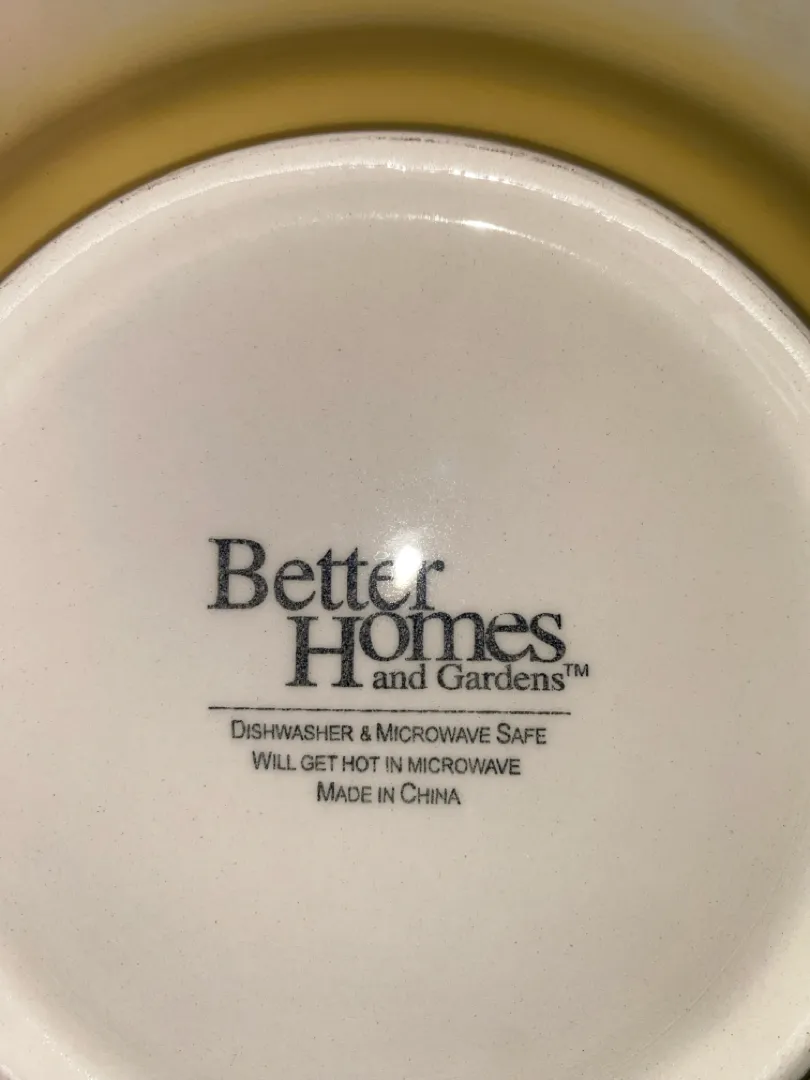 Better
Homes
and Gardens™
DISHWASHER & MICROWAVE SAFE
WILL GET HOT IN MICROWAVE
MADE IN CHINA